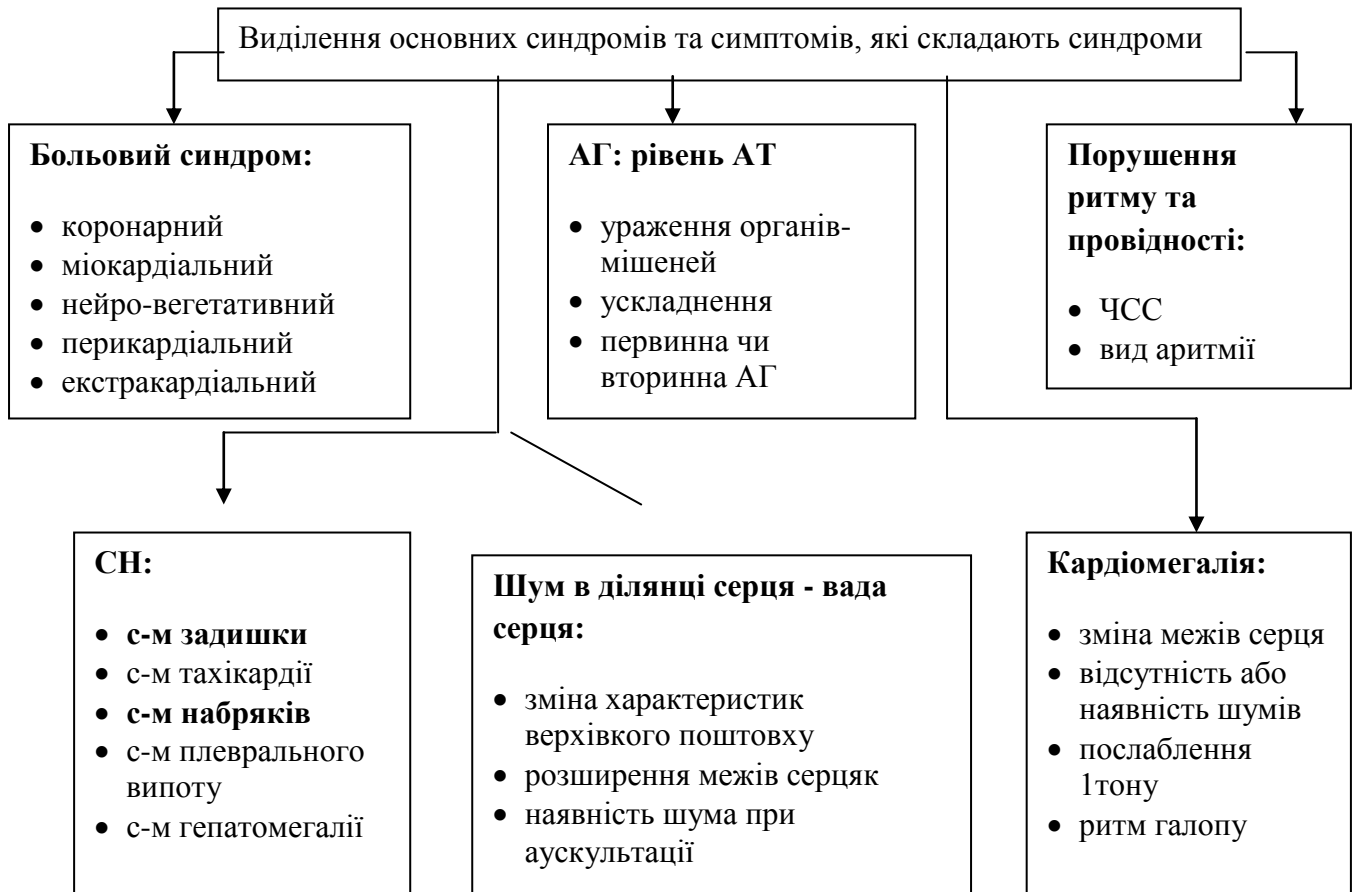 Виділення основних синдромів та симптомів, які складають синдроми
Больовий синдром:
• коронарний
• міокардіальний
• нейро-вегетативний
• перикардіальний
• екстракардіальний
АГ: рівень АТ
• ураження органів-
мішеней
• ускладнення
• первинна чи
вторинна АГ
Порушення
ритму та
провідності:
• ЧСС
• вид аритмії
СН:
• с-м задишки
• с-м тахікардії
• с-м набряків
• с-м плеврального
випоту
• с-м гепатомегалії
Шум в ділянці серця - вада
серця:
• зміна характеристик
верхівкого поштовху
• розширення межів серцяк
• наявність шума при
аускультації
Кардіомегалія:
• зміна межів серця
• відсутність або
наявність шумів
• послаблення
1тону
• ритм галопу